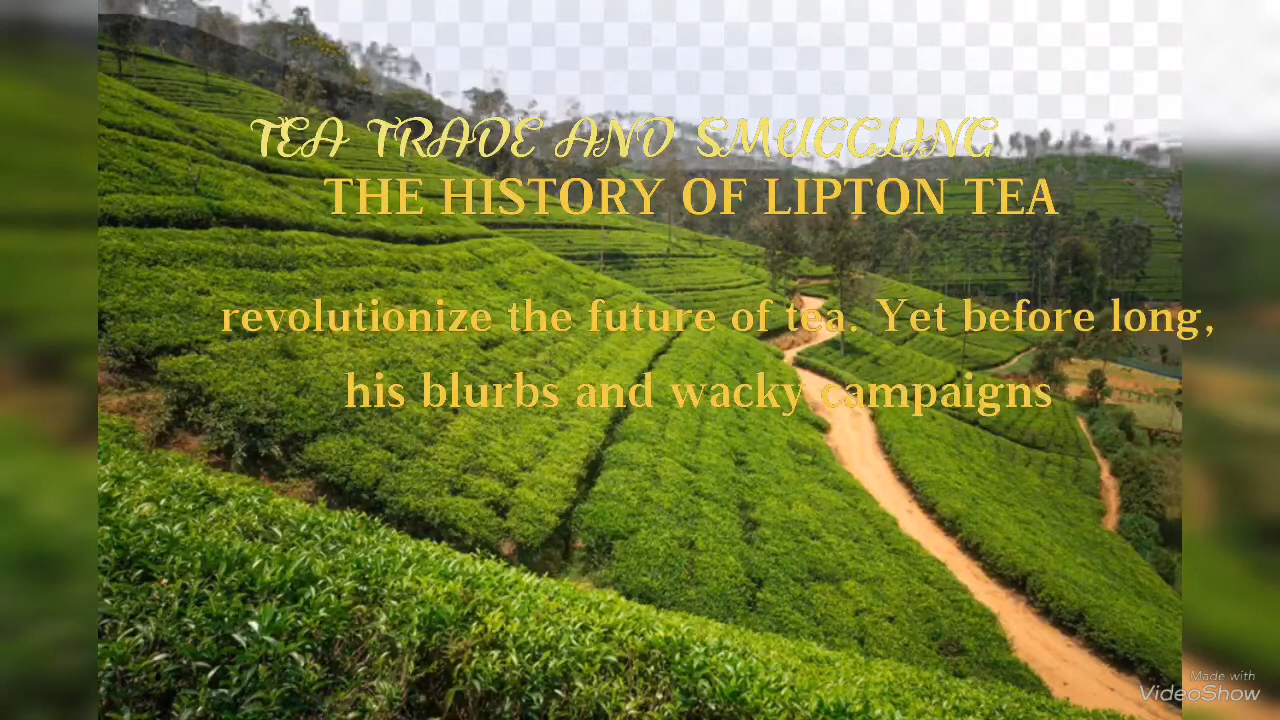 TEA TRADE AND SMUGGLING
THE HISTORY OF LIPTON TEA
revolutionize the future of tea. Yet before long,
his blurbs and wacky campaigns
Made with
VideoShow